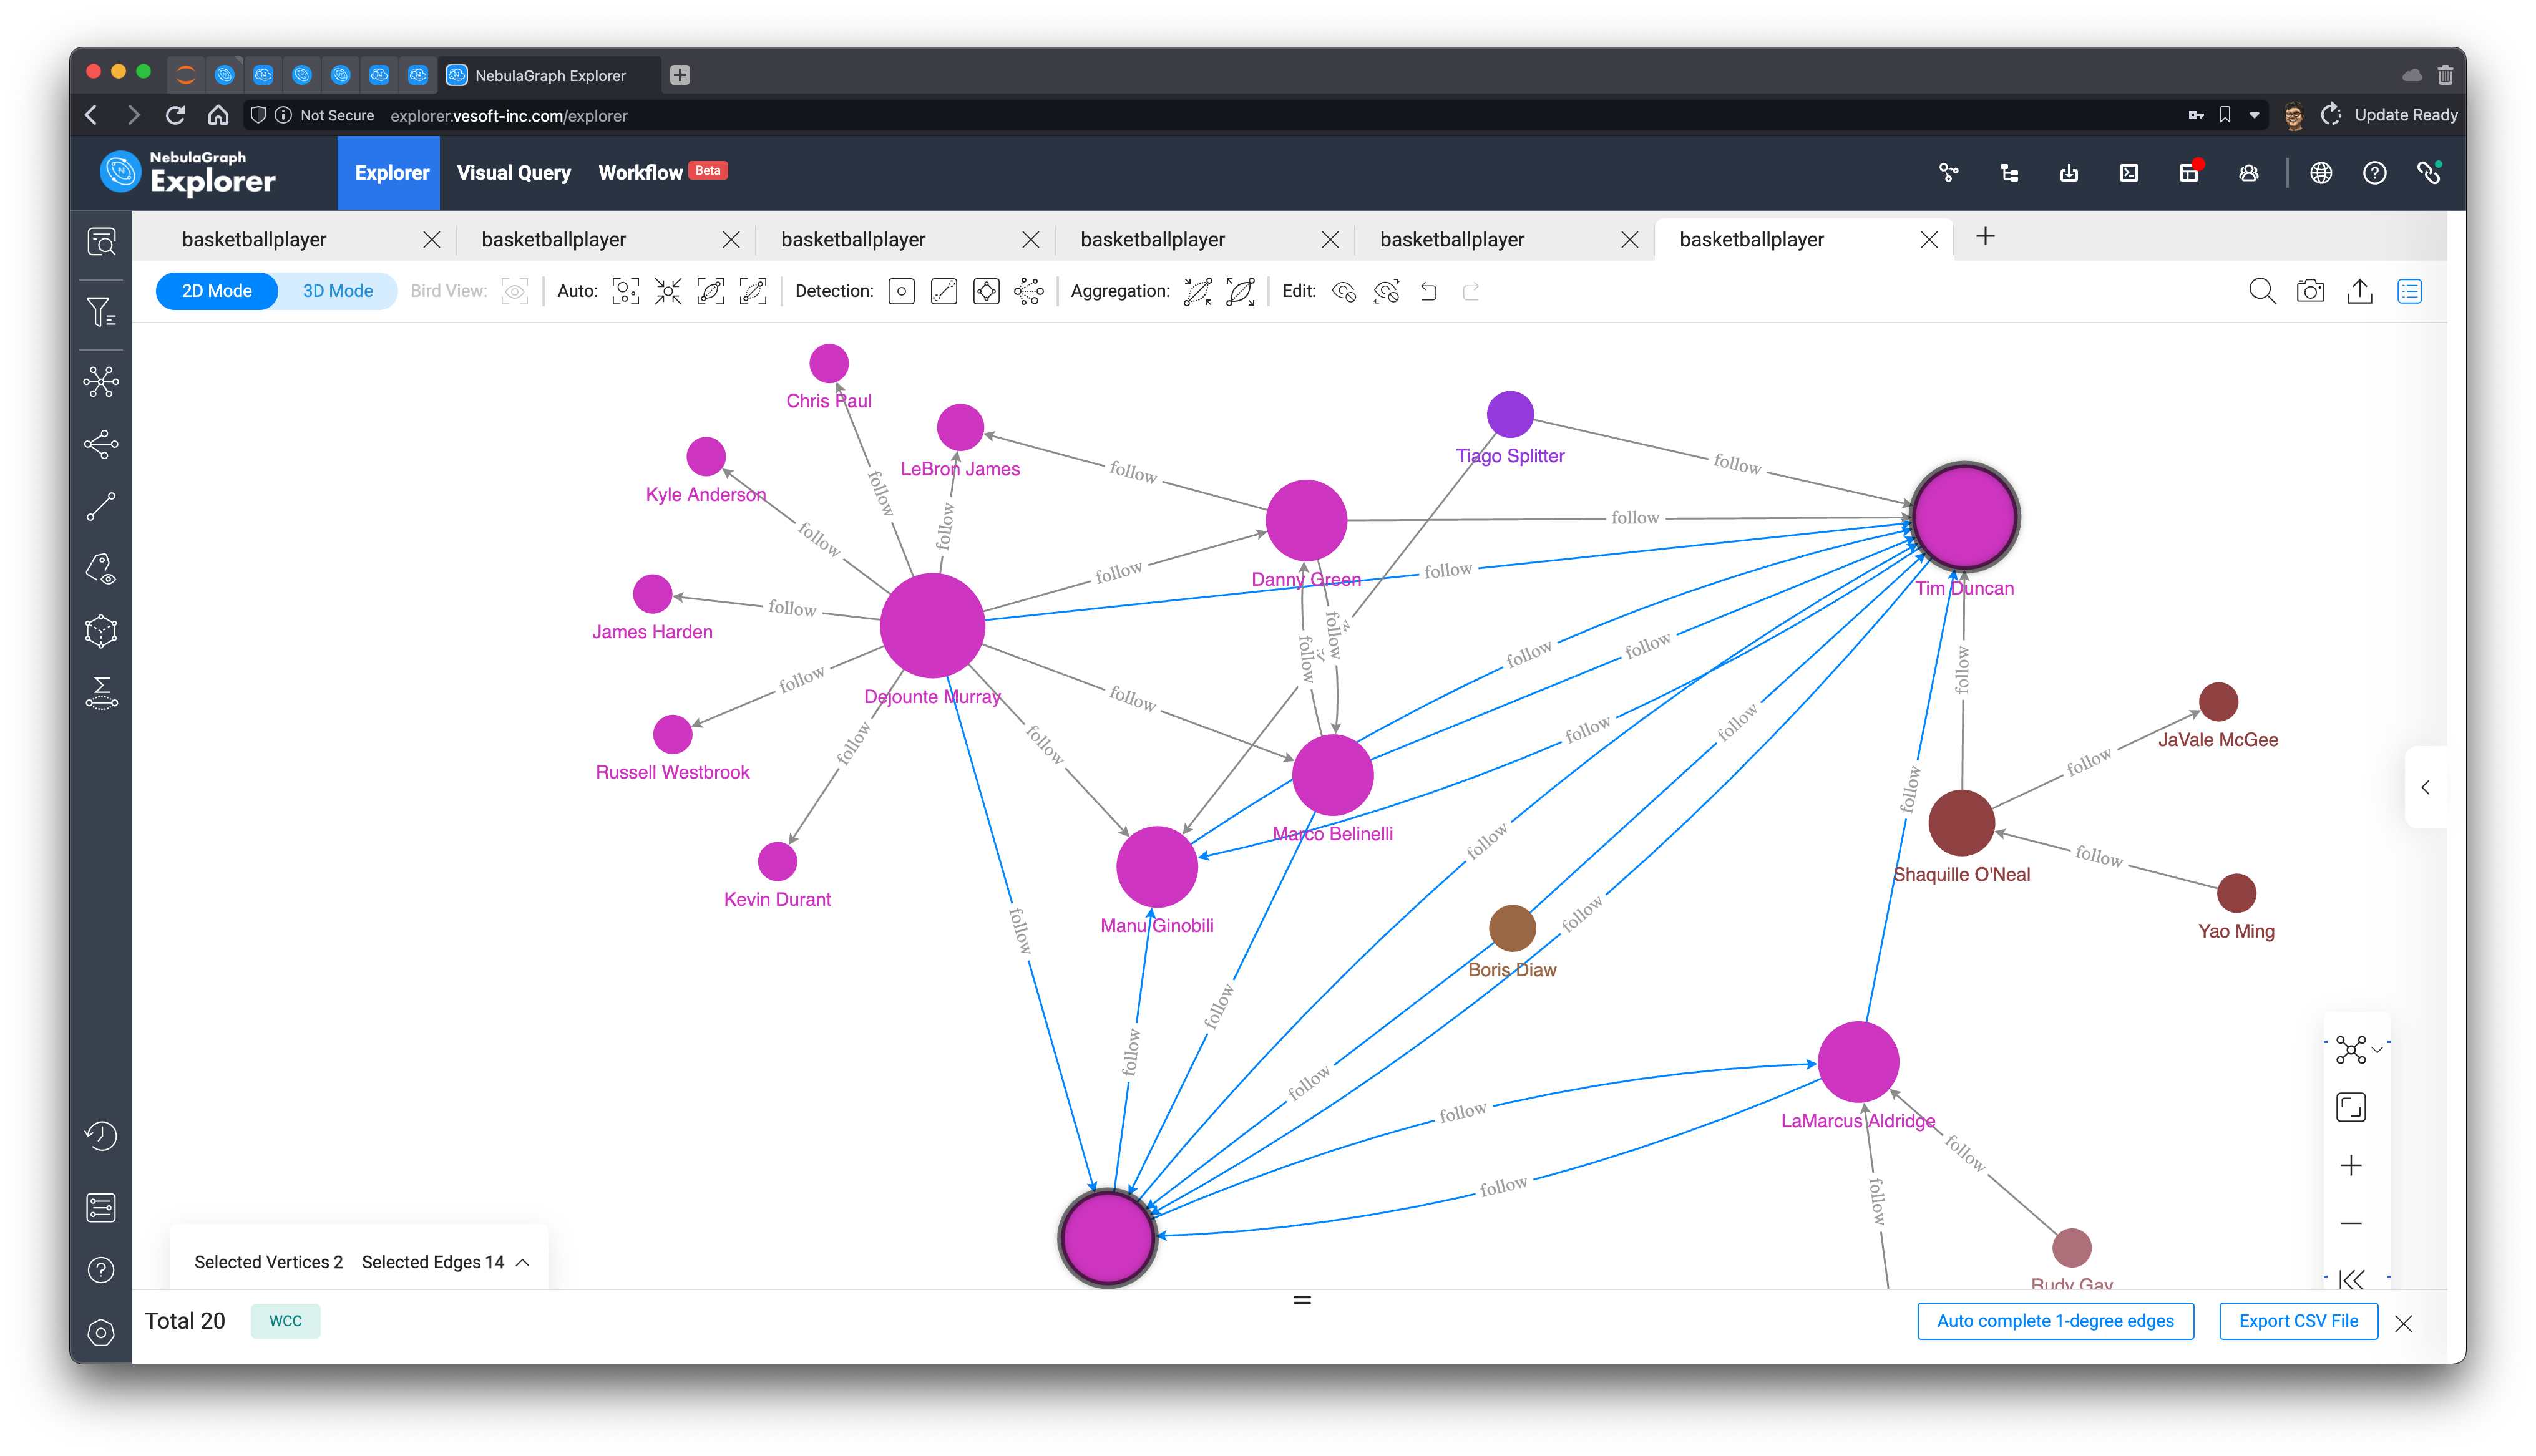 NebulaGraph Explorer
Not Secure explorer.vesoft-inc.com/explorer
Update Ready
NebulaGraph
Explorer
Explorer
Visual Query
Workflow
Beta
basketballplayer
basketballplayer
basketballplayer
basketballplayer
basketballplayer
basketballplayer
2D Mode
3D Mode
Bird View:
Auto:
Detection:
Aggregation:
Edit:
Chris Paul
LeBron James
Tiago Splitter
Kyle Anderson
follow
follow
follow
follow
follow
follow
Danny Green
follow
follow
Tim Duncan
James Harden
follow
follow
follow
follow
follow
follow
follow
Dejounte Murray
follow
follow
JaVale McGee
follow
follow
follow
follow
follow
Russell Westbrook
follow
Marco Belinelli
follow
follow
Shaquille O'Neal
Kevin Durant
Manu Ginobili
follow
follow
Yao Ming
Boris Diaw
follow
follow
follow
follow
LaMarcus Aldridge
follow
follow
follow
Selected Vertices 2 Selected Edges 14
Rudy Gay
Total 20
WCC
Auto complete 1-degree edges
Export CSV File